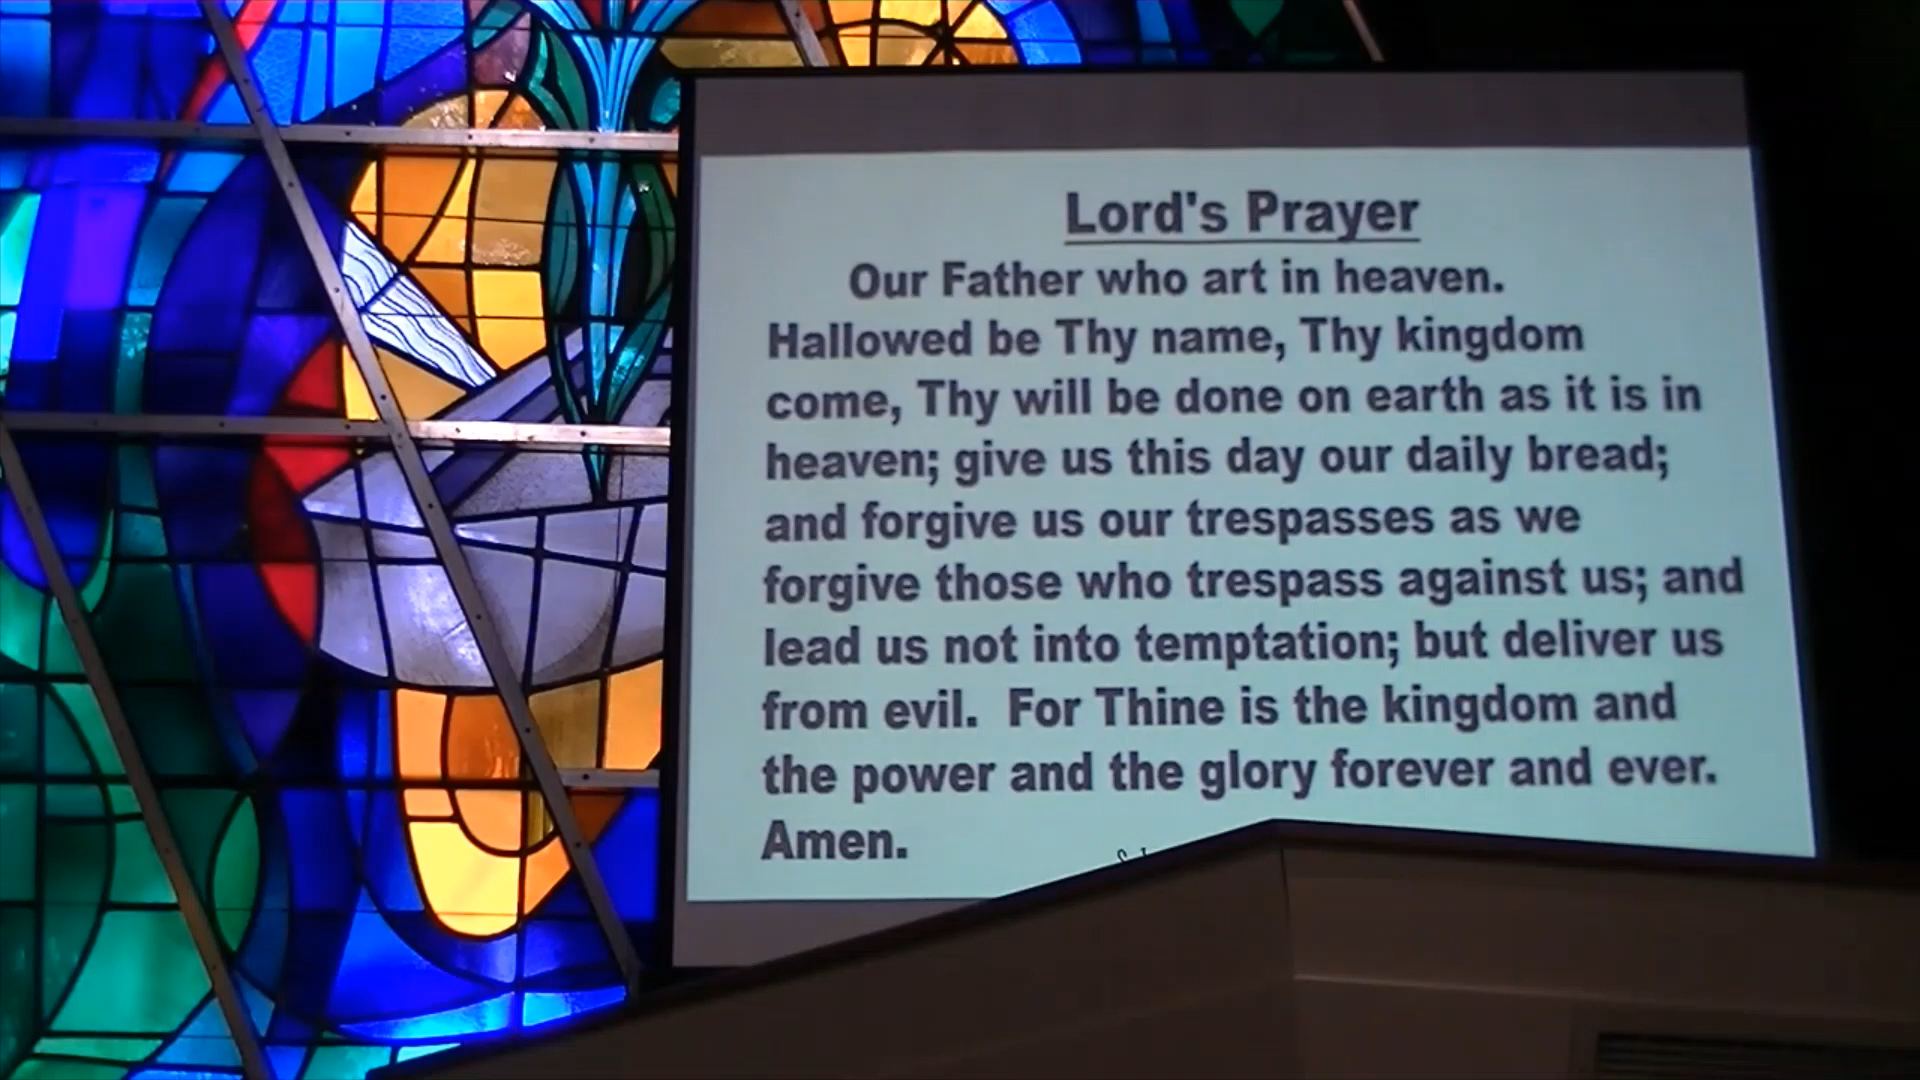 Lord's Prayer
Our Father who art in heaven.
Hallowed be Thy name, Thy kingdom
come, Thy will be done on earth as it is in
heaven; give us this day our daily bread;
and forgive us our trespasses as we
forgive those who trespass against us; and
lead us not into temptation; but deliver us
from evil.  For Thine is the kingdom and
the power and the glory forever and ever.
Amen.